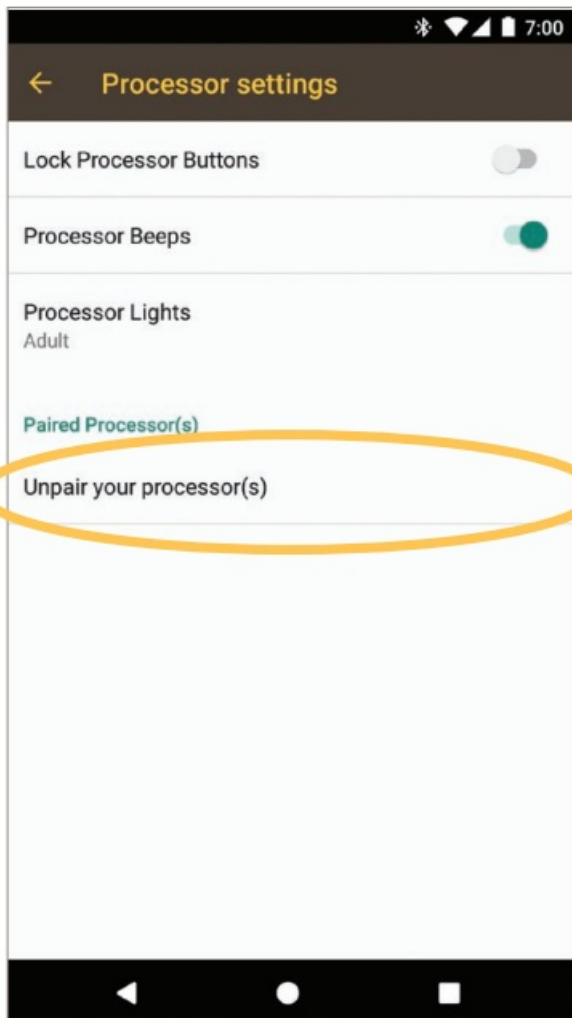 7:00
Processor settings
Lock Processor Buttons
Processor Beeps
Processor Lights
Adult
Paired Processor(s)
Unpair your processor(s)